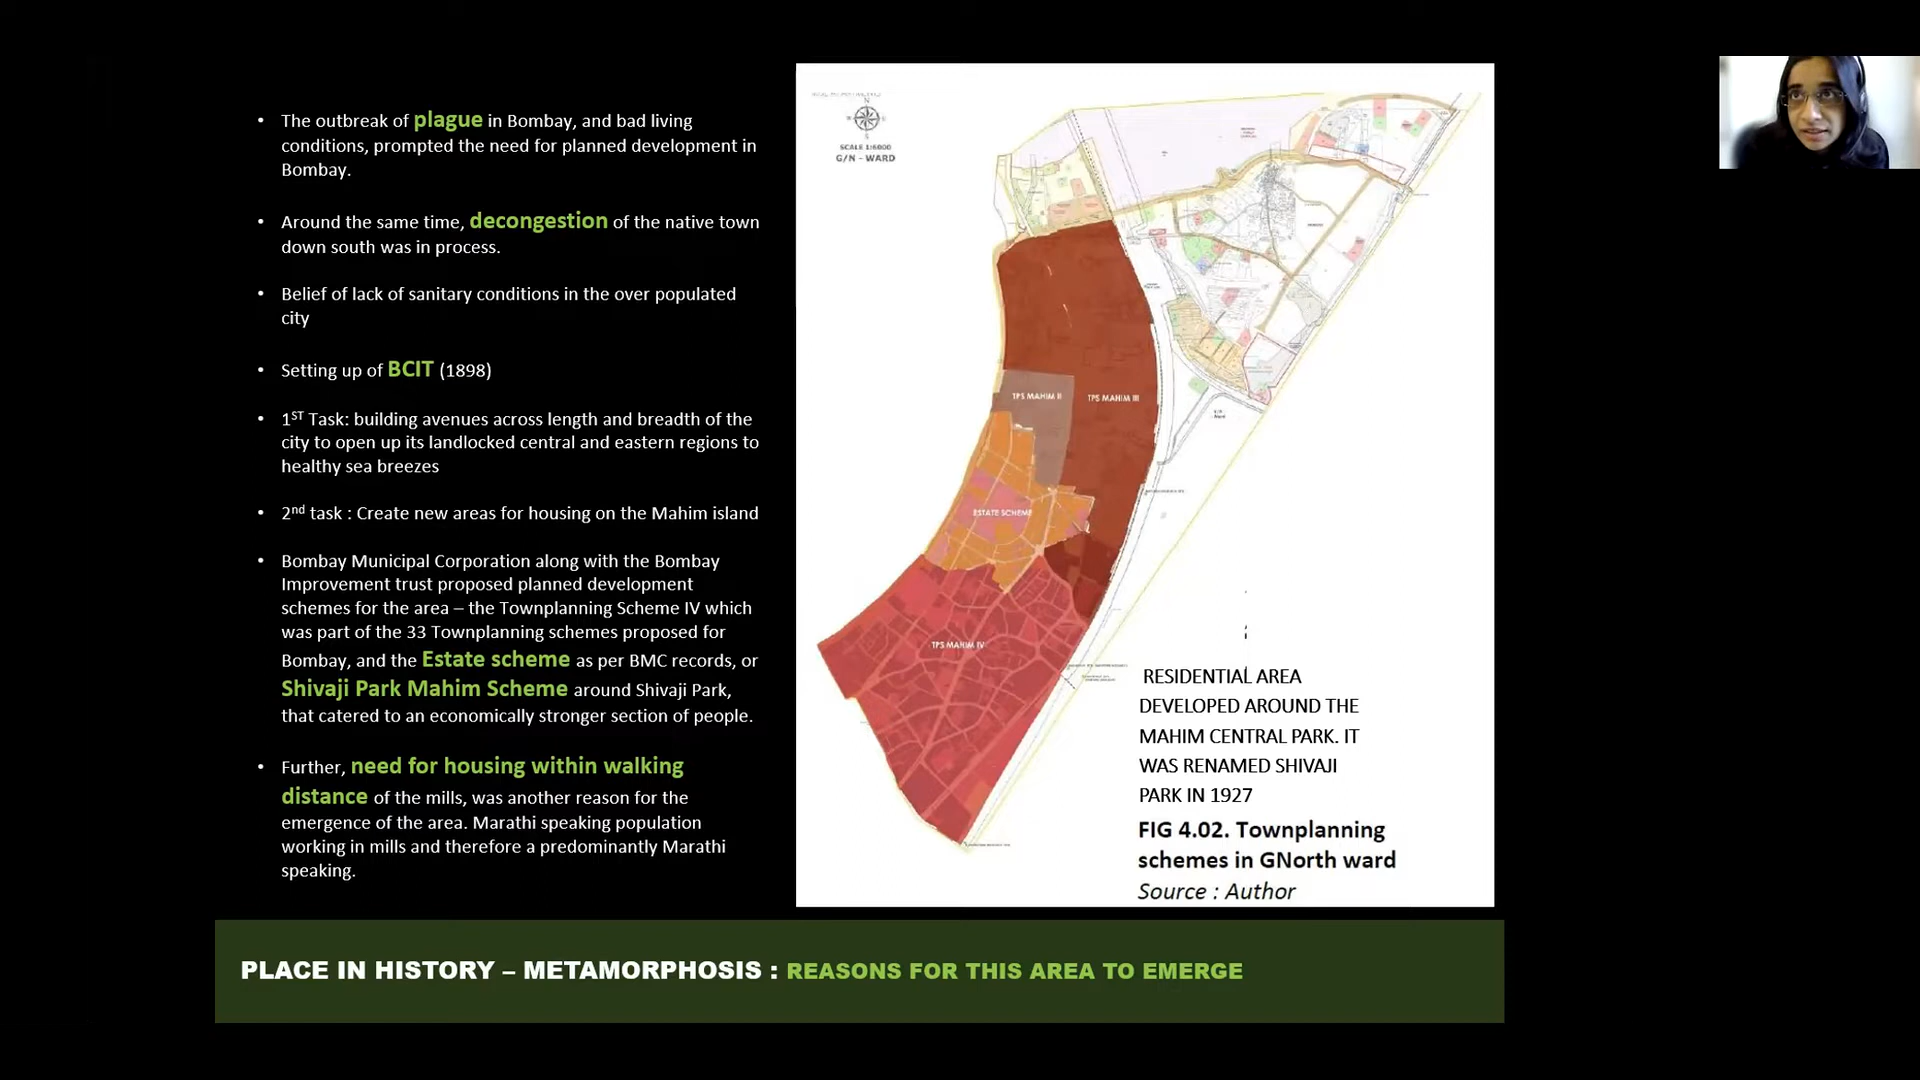 • The outbreak of plague in Bombay, and bad living
conditions, prompted the need for planned development in
Bombay.
• Around the same time, decongestion of the native town
down south was in process.
• Belief of lack of sanitary conditions in the over populated
city
• Setting up of BCIT (1898)
• 1ST Task: building avenues across length and breadth of the
city to open up its landlocked central and eastern regions to
healthy sea breezes
• 2nd task : Create new areas for housing on the Mahim island
• Bombay Municipal Corporation along with the Bombay
Improvement trust proposed planned development
schemes for the area – the Townplanning Scheme IV which
was part of the 33 Townplanning schemes proposed for
Bombay, and the Estate scheme as per BMC records, or
Shivaji Park Mahim Scheme around Shivaji Park,
that catered to an economically stronger section of people.
• Further, need for housing within walking
distance of the mills, was another reason for the
emergence of the area. Marathi speaking population
working in mills and therefore a predominantly Marathi
speaking.
N
SCALE 1:6000
G/N - WARD
TPS MAHIM II
TPS MAHIM III
ESTATE SCHEME
TPS MAHIM IV
RESIDENTIAL AREA
DEVELOPED AROUND THE
MAHIM CENTRAL PARK. IT
WAS RENAMED SHIVAJI
PARK IN 1927
FIG 4.02. Townplanning
schemes in GNorth ward
Source : Author
PLACE IN HISTORY – METAMORPHOSIS : REASONS FOR THIS AREA TO EMERGE